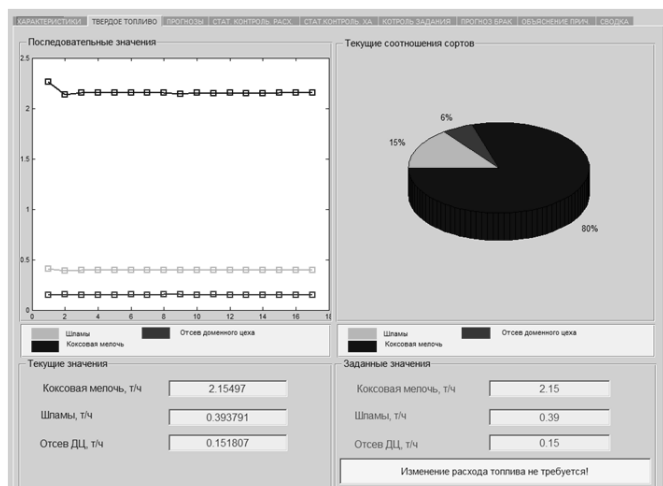 ХАРАКТЕРИСТИКИ ТВЕРДОЕ ТОПЛИВО ПРОГНОЗЫ СТАТ. КОНТРОЛЬ. РАСХ. СТАТ.КОНТРОЛЬ. ХА КОТРОЛЬ ЗАДАНИЯ ПРОГНОЗ БРАК ОБЪЯСНЕНИЕ ПРИЧ. СВОДКА
Последовательные значения
2.5
2
1.5
1
0.5
0
0 2 4 6 8 10 12 14 16 18
Шламы Отсев доменного цеха
Коксовая мелочь
Текущие соотношения сортов
6%
15%
80%
Шламы Отсев доменного цеха
Коксовая мелочь
Текущие значения
Коксовая мелочь, т/ч 2.15497
Шламы, т/ч 0.393791
Отсев ДЦ, т/ч 0.151807
Заданные значения
Коксовая мелочь, т/ч 2.15
Шламы, т/ч 0.39
Отсев ДЦ, т/ч 0.15
Изменение расхода топлива не требуется!